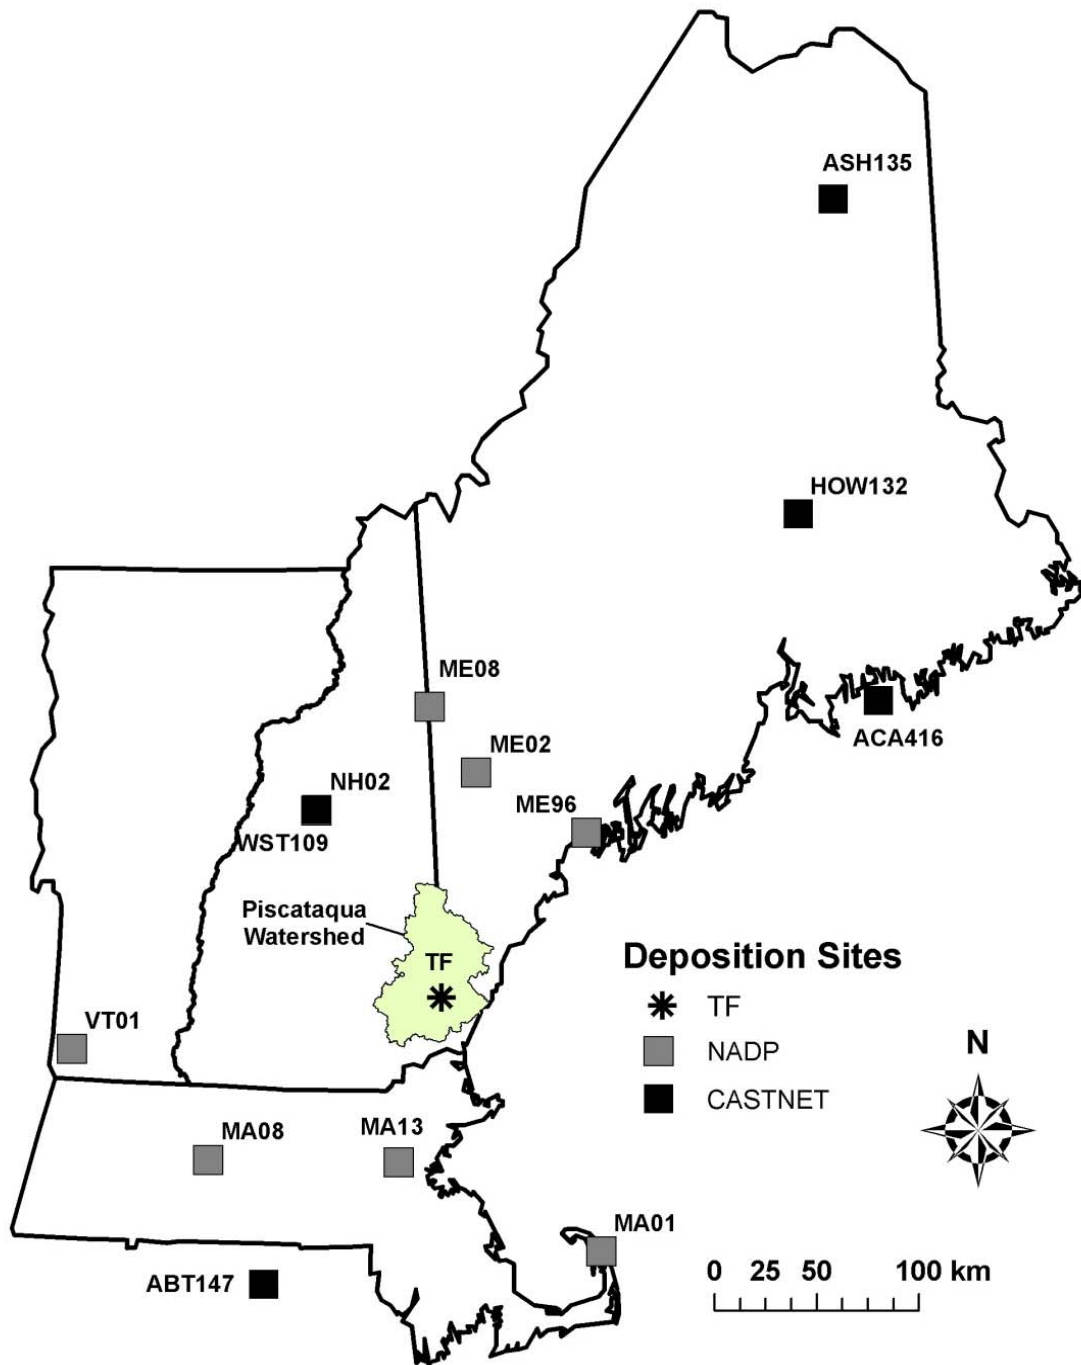 ASH135
HOW132
ACA416
ME08
ME02
ME96
NH02
WST109
Piscataqua
Watershed
TF
VT01
MA08
MA13
MA01
ABT147
Deposition Sites
TF
NADP
CASTNET
N
0 25 50 100 km